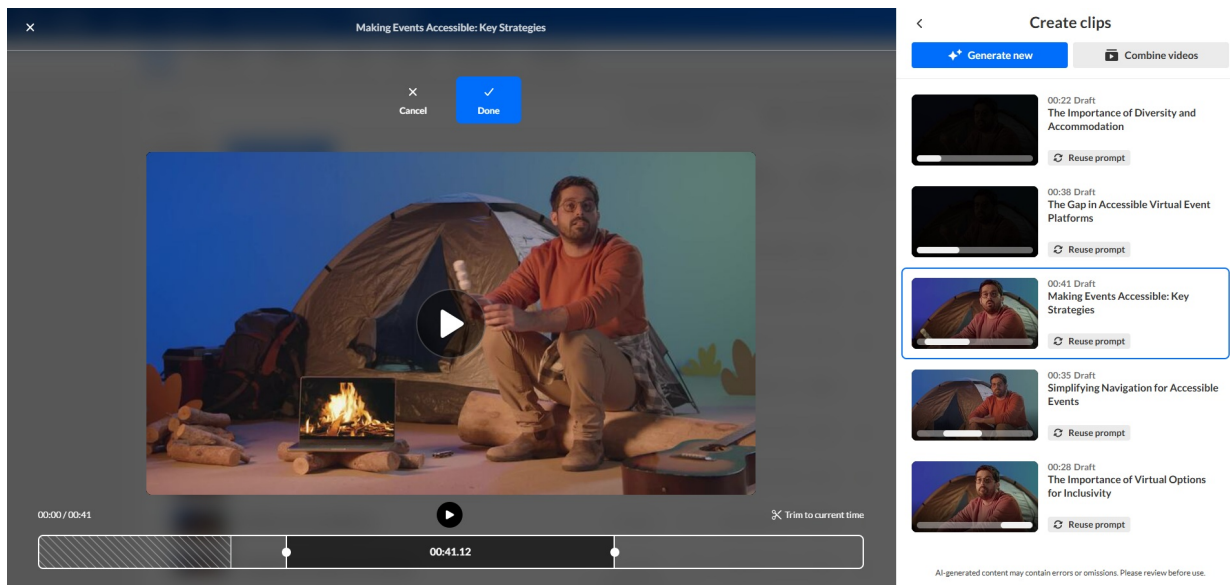 Making Events Accessible: Key Strategies
Cancel
Done
00:00 / 00:41
Trim to current time
00:41.12
Create clips
Generate new
Combine videos
00:22 Draft
The Importance of Diversity and
Accommodation
Reuse prompt
00:38 Draft
The Gap in Accessible Virtual Event
Platforms
Reuse prompt
00:41 Draft
Making Events Accessible: Key
Strategies
Reuse prompt
00:35 Draft
Simplifying Navigation for Accessible
Events
Reuse prompt
00:28 Draft
The Importance of Virtual Options
for Inclusivity
Reuse prompt
AI-generated content may contain errors or omissions. Please review before use.